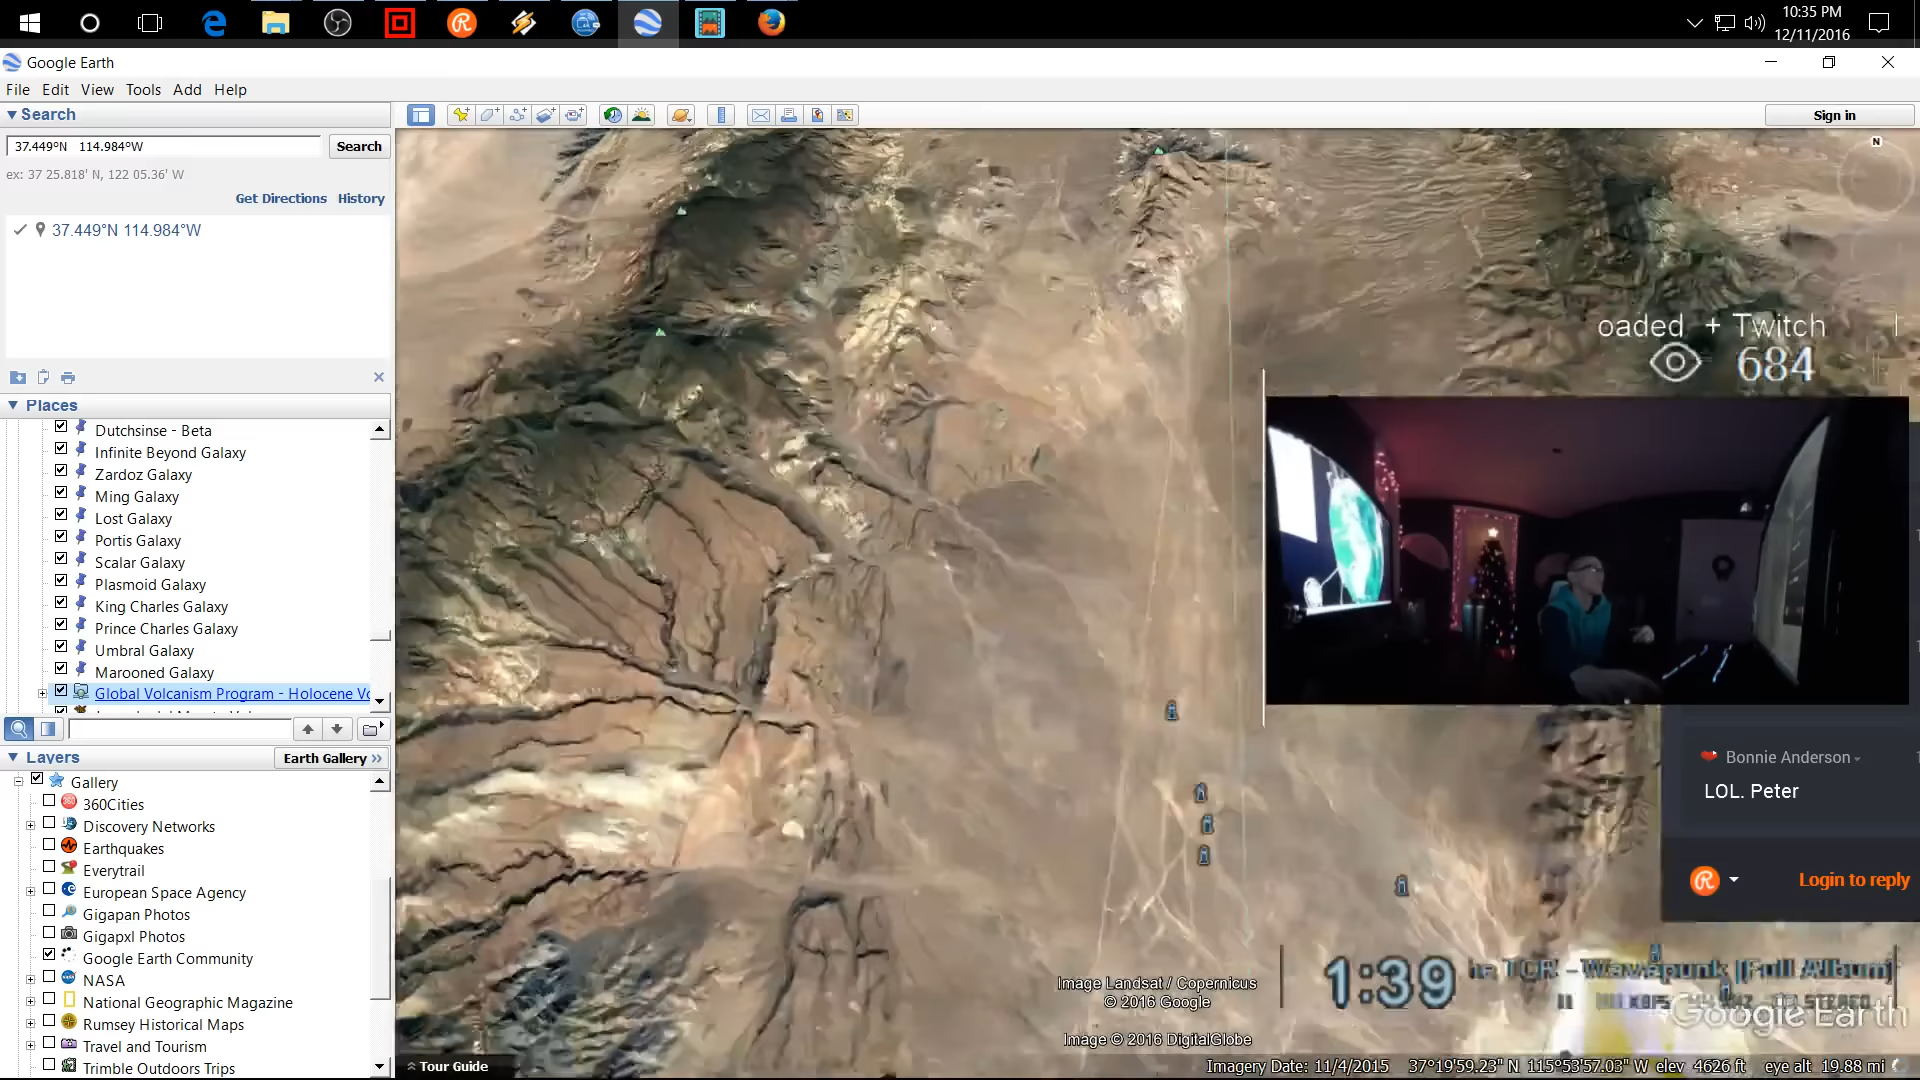 10:35 PM
12/11/2016
Google Earth
File Edit View Tools Add Help
Search
Sign in
37.449°N 114.984°W
Search
ex: 37 25.818' N, 122 05.36' W
Get Directions History
37.449°N 114.984°W
Places
Dutchsinse - Beta
Infinite Beyond Galaxy
Zardoz Galaxy
Ming Galaxy
Lost Galaxy
Portis Galaxy
Scalar Galaxy
Plasmoid Galaxy
King Charles Galaxy
Prince Charles Galaxy
Umbral Galaxy
Marooned Galaxy
Global Volcanism Program - Holocene Vo
Layers
Earth Gallery »
Gallery
360Cities
Discovery Networks
Earthquakes
Everytrail
European Space Agency
Gigapan Photos
Gigapxl Photos
Google Earth Community
NASA
National Geographic Magazine
Rumsey Historical Maps
Travel and Tourism
Trimble Outdoors Trips
N
oaded + Twitch
684
Bonnie Anderson
LOL. Peter
Login to reply
1:39
TCR - Wavepunk [Full Album]
Image Landsat / Copernicus
© 2016 Google
Image © 2016 DigitalGlobe
Google Earth
Tour Guide
Imagery Date: 11/4/2015 37°19'59.23" N 115°53'57.03" W elev 4626 ft eye alt 19.88 mi